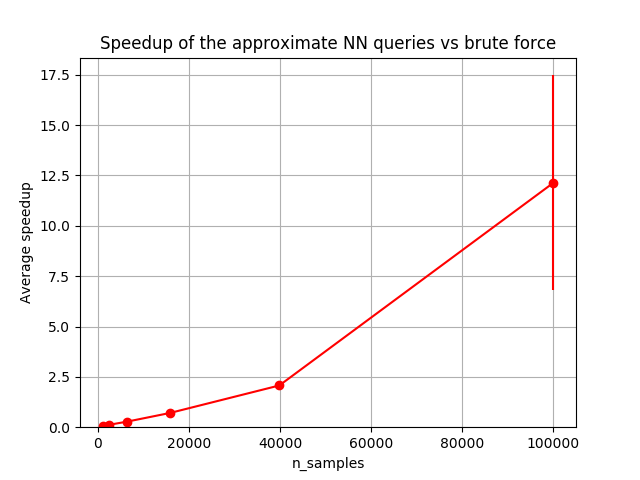 Speedup of the approximate NN queries vs brute force
17.5
15.0
12.5
10.0
7.5
5.0
2.5
0.0
Average speedup
0 20000 40000 60000 80000 100000
n_samples